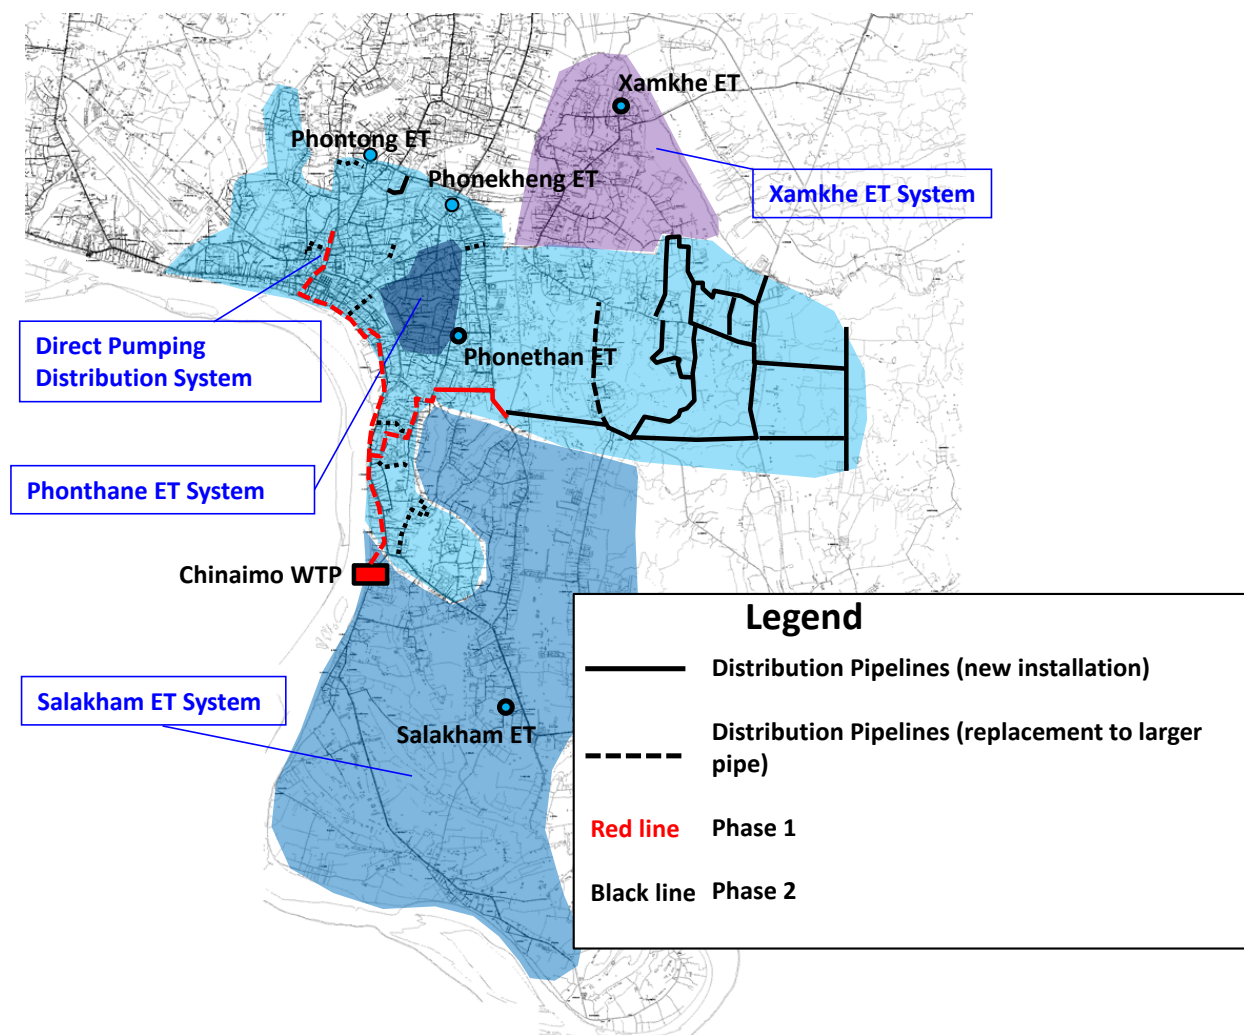 Xamkhe ET
Phontong ET
Phonekheng ET
Xamkhe ET System
Direct Pumping
Distribution System
Phonethan ET
Phonthane ET System
Chinaimo WTP
Legend
Distribution Pipelines (new installation)
Salakham ET System
Salakham ET
Distribution Pipelines (replacement to larger
pipe)
Red line Phase 1
Black line Phase 2